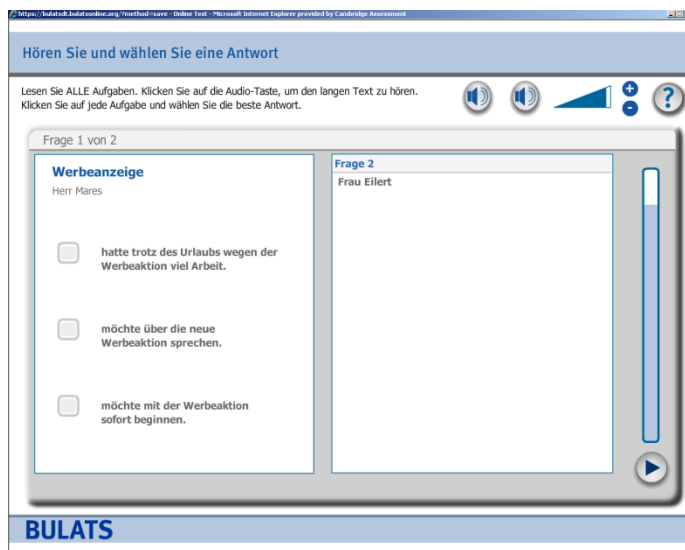 https://bulatsdt.bulatsonline.org/?method=save - Online Test - Microsoft Internet Explorer provided by Cambridge Assessment
Hören Sie und wählen Sie eine Antwort
Lesen Sie ALLE Aufgaben. Klicken Sie auf die Audio-Taste, um den langen Text zu hören.
Klicken Sie auf jede Aufgabe und wählen Sie die beste Antwort.
+
-
?
Frage 1 von 2
Werbeanzeige
Herr Mares
hatte trotz des Urlaubs wegen der
Werbeaktion viel Arbeit.
möchte über die neue
Werbeaktion sprechen.
möchte mit der Werbeaktion
sofort beginnen.
Frage 2
Frau Eilert
BULATS